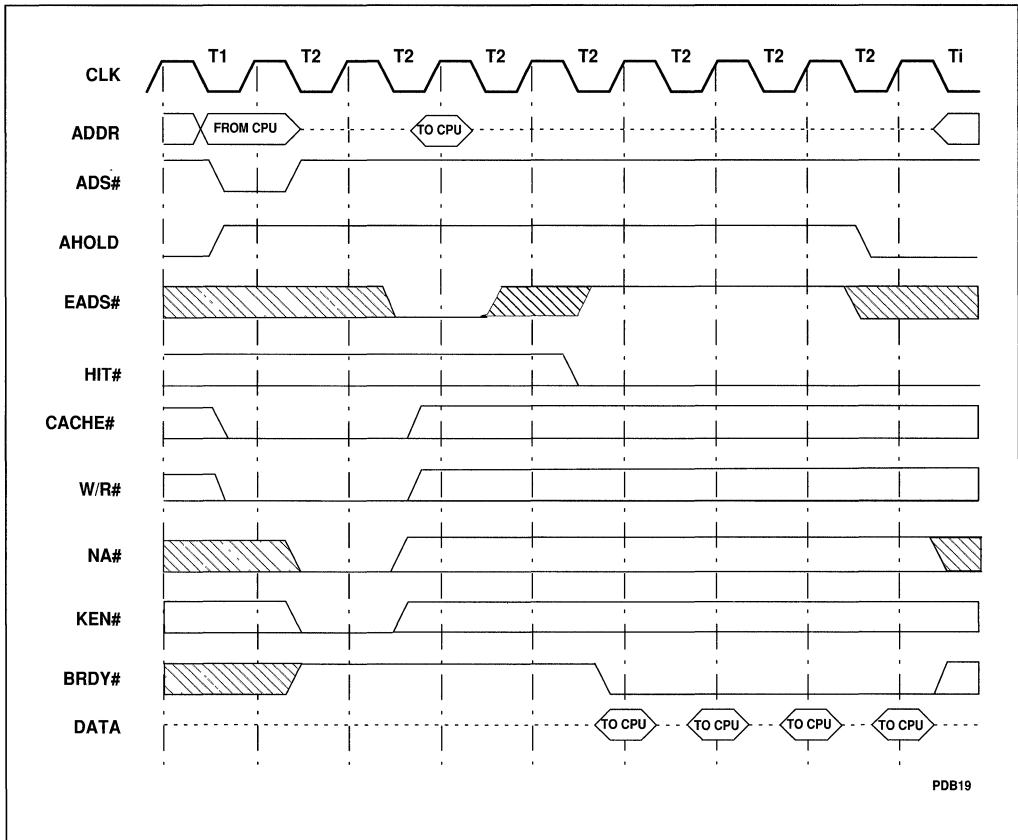 T1 T2 T2 T2 T2 T2 T2 T2 Ti
CLK
ADDR FROM CPU TO CPU
ADS#
AHOLD
EADS#
HIT#
CACHE#
W/R#
NA#
KEN#
BRDY#
DATA TO CPU TO CPU TO CPU TO CPU
PDB19